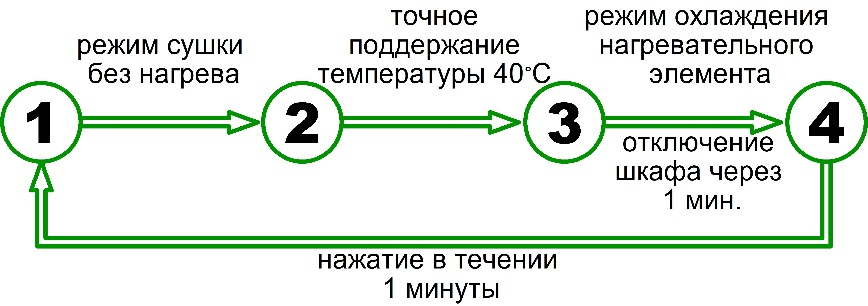 режим сушки
без нагрева
точное
поддержание
температуры 40°С
режим охлаждения
нагревательного
элемента
1
2
3
4
отключение
шкафа через
1 мин.
нажатие в течении
1 минуты